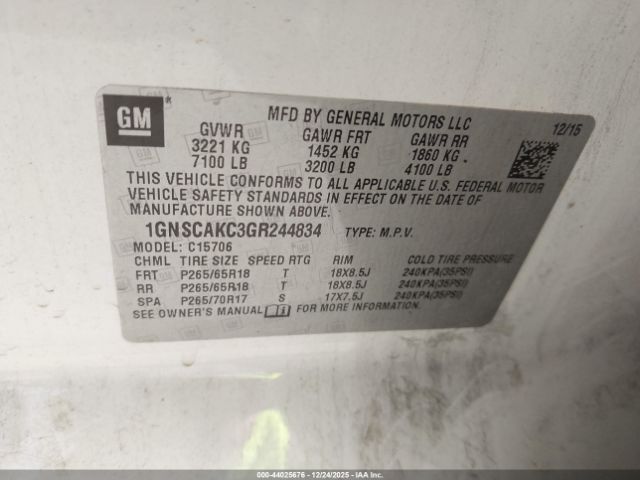 GM
MFD BY GENERAL MOTORS LLC 12/15
GVWR GAWR FRT GAWR RR
3221 KG 1452 KG 1860 KG
7100 LB 3200 LB 4100 LB
THIS VEHICLE CONFORMS TO ALL APPLICABLE U.S. FEDERAL MOTOR
VEHICLE SAFETY STANDARDS IN EFFECT ON THE DATE OF
MANUFACTURE SHOWN ABOVE.
1GNSCAKC3GR244834 TYPE: M.P.V.
MODEL: C15706
CHML TIRE SIZE SPEED RTG RIM COLD TIRE PRESSURE
FRT P265/65R18 T 18X8.5J 240KPA(35PSI)
RR P265/65R18 T 18X8.5J 240KPA(35PSI)
SPA P265/70R17 S 17X7.5J 240KPA(35PSI)
SEE OWNER'S MANUAL FOR MORE INFORMATION.
000-44025676 - 12/24/2025 - IAAI.com